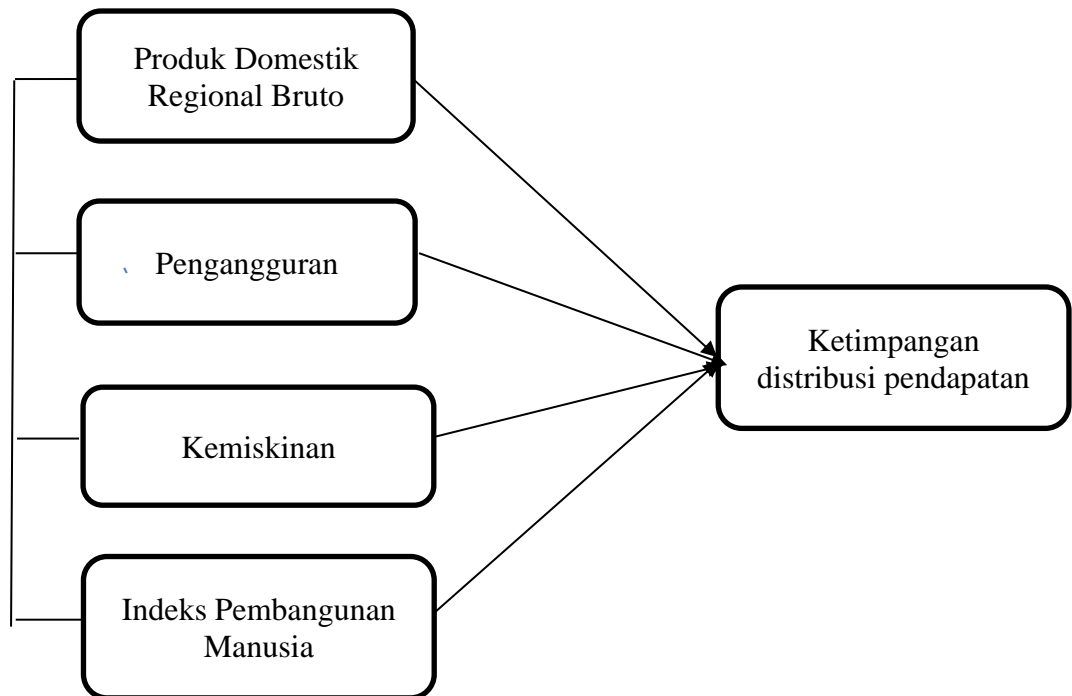 Produk Domestik
Regional Bruto
Pengangguran
Ketimpangan
distribusi pendapatan
Kemiskinan
Indeks Pembangunan
Manusia